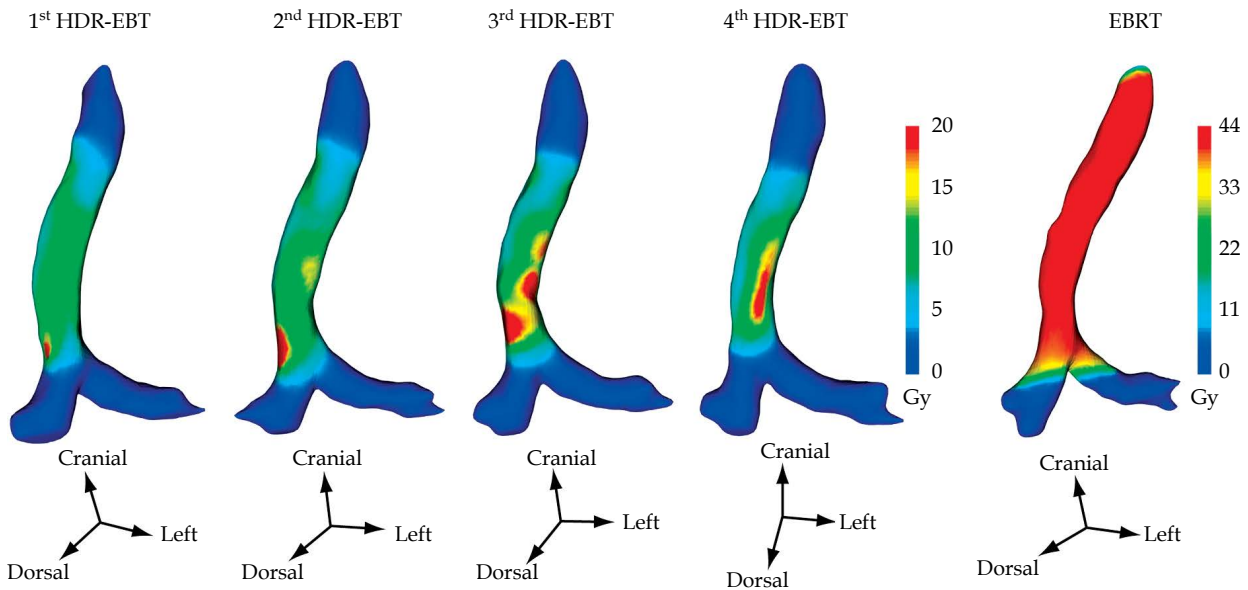 1st HDR-EBT
2nd HDR-EBT
3rd HDR-EBT
4th HDR-EBT
EBRT
20
15
10
5
0
Gy
44
33
22
11
0
Gy
Cranial
Left
Dorsal
Cranial
Left
Dorsal
Cranial
Left
Dorsal
Cranial
Left
Dorsal
Cranial
Left
Dorsal